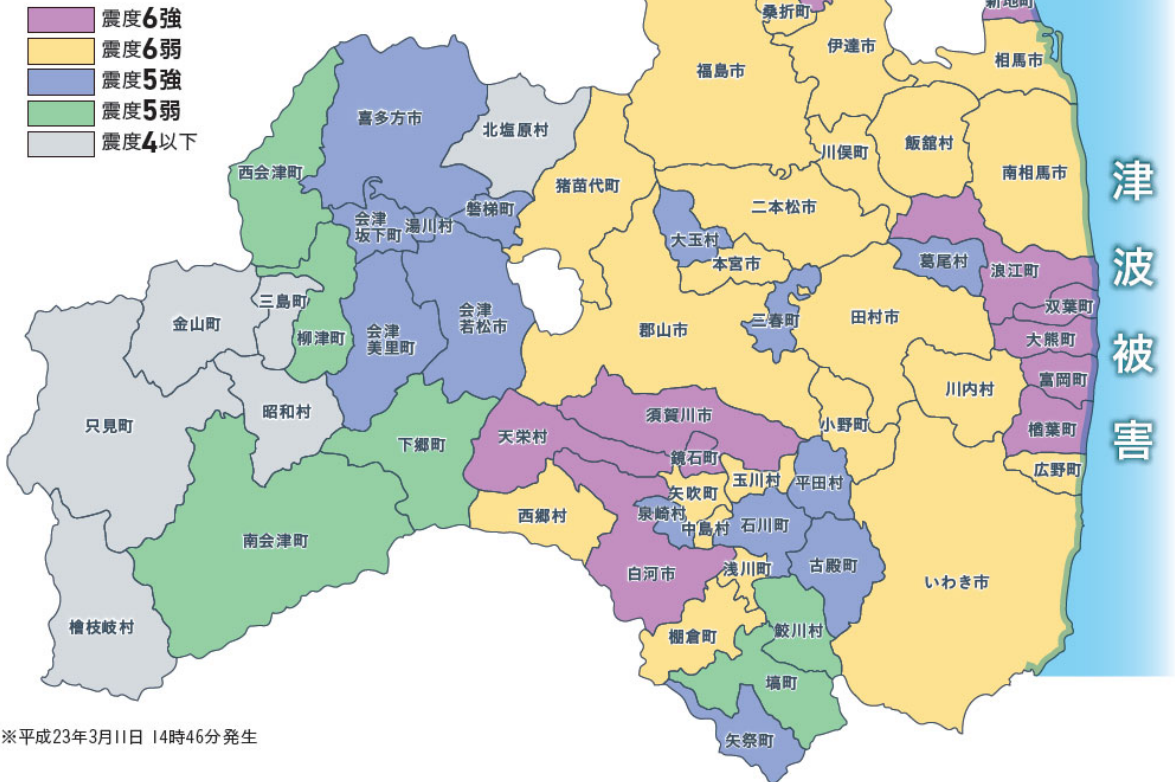 震度6強
震度6弱
震度5強
震度5弱
震度4以下
桑折町
新地町
伊達市
相馬市
福島市
喜多方市
北塩原村
川俣町
飯舘村
南相馬市
西会津町
猪苗代町
二本松市
会津
坂下町
湯川村
磐梯町
大玉村
本宮市
葛尾村
浪江町
三島町
双葉町
金山町
会津
若松市
三春町
田村市
郡山市
柳津町
会津
美里町
大熊町
富岡町
川内村
只見町
昭和村
須賀川市
小野町
楢葉町
天栄村
下郷町
鏡石町
広野町
玉川村
平田村
矢吹町
西郷村
泉崎村
中島村
石川町
南会津町
古殿町
白河市
浅川町
いわき市
檜枝岐村
棚倉町
鮫川村
塙町
矢祭町
津波被害
※平成23年3月11日 14時46分発生